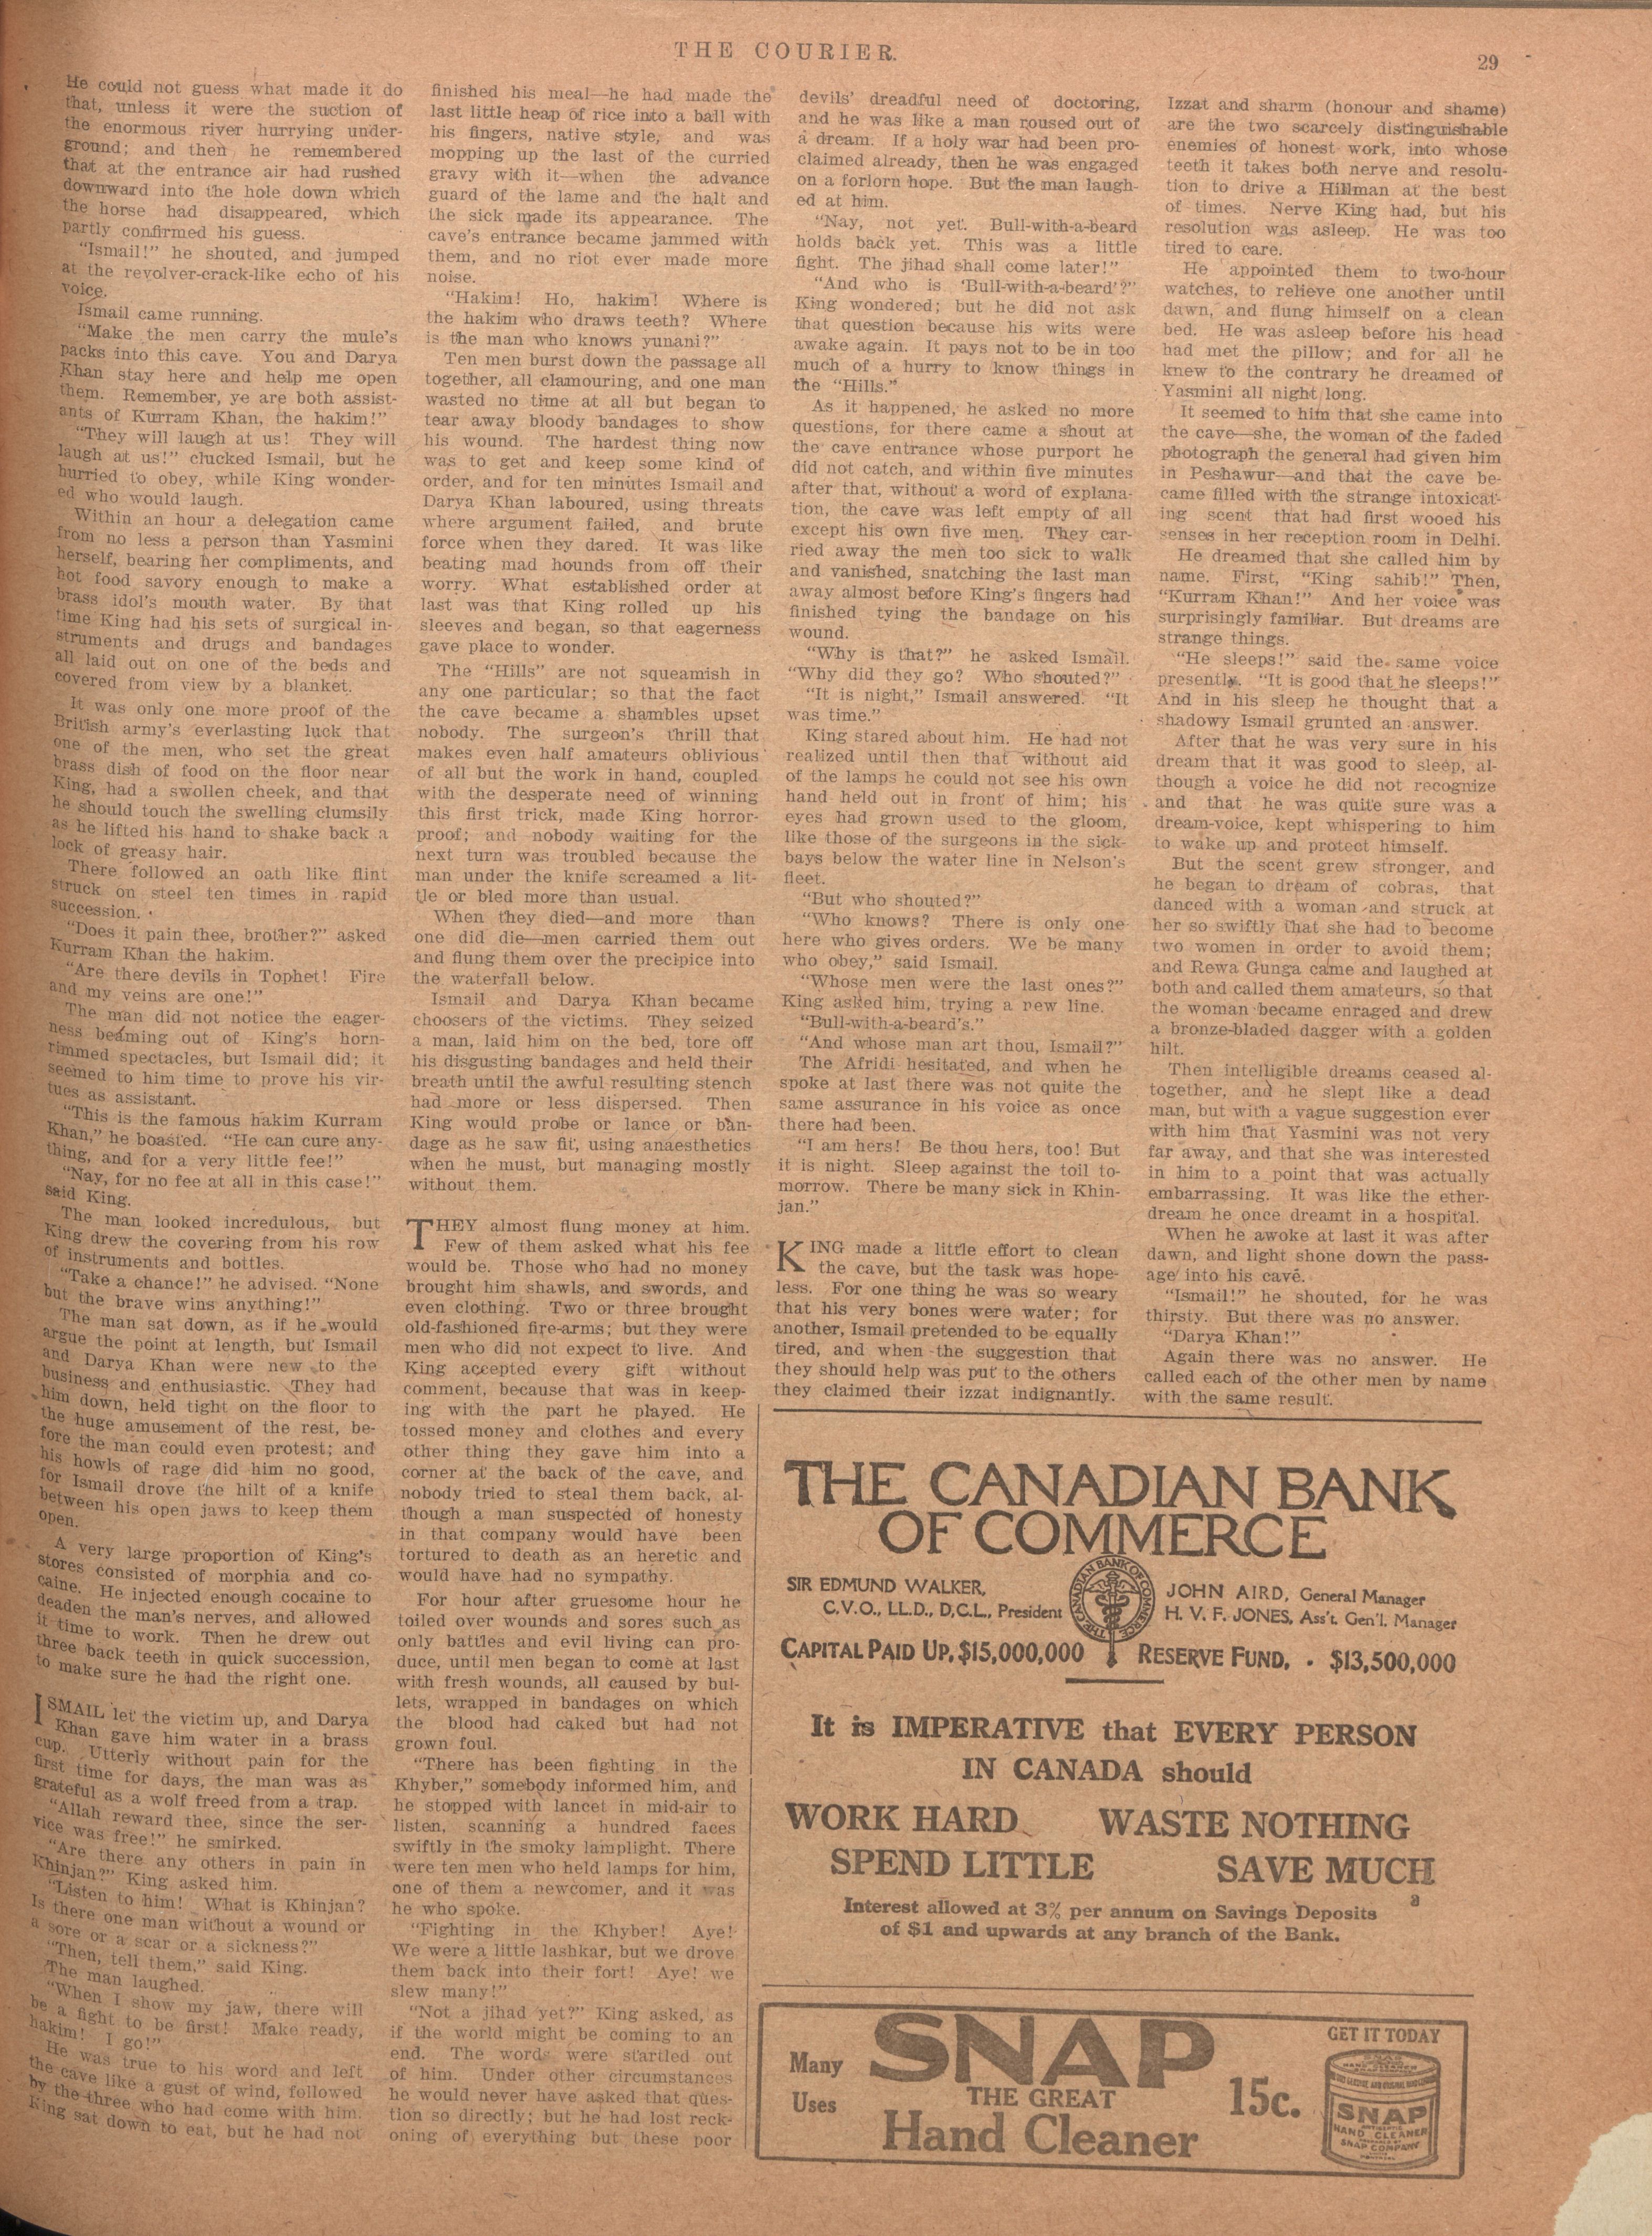 THE COURIER.
29
He could not guess what made it do
that, unless it were the suction of
the enormous river hurrying under-
ground; and then he remembered
that at the entrance air had rushed
downward into the hole down which
the horse had disappeared, which
partly confirmed his guess.
"Ismail!" he shouted, and jumped
at the revolver-crack-like echo of his
voice.
Ismail came running.
"Make the men carry the mule's
packs into this cave. You and Darya
Khan stay here and help me open
them. Remember, ye are both assist-
ants of Kurram Khan, the hakim!"
"They will laugh at us! They will
laugh at us!" clucked Ismail, but he
hurried to obey, while King wonder-
ed who would laugh.
Within an hour a delegation came
from no less a person than Yasmini
herself, bearing her compliments, and
hot food savory enough to make a
brass idol's mouth water. By that
time King had his sets of surgical in-
struments and drugs and bandages
all laid out on one of the beds and
covered from view by a blanket.
It was only one more proof of the
British army's everlasting luck that
one of the men, who set the great
brass dish of food on the floor near
King, had a swollen cheek, and that
he should touch the swelling clumsily
as he lifted his hand to shake back a
lock of greasy hair.
There followed an oath like flint
struck on steel ten times in rapid
succession.
"Does it pain thee, brother?" asked
Kurram Khan the hakim.
"Are there devils in Tophet! Fire
and my veins are one!"
The man did not notice the eager-
ness beaming out of King's horn-
rimmed spectacles, but Ismail did; it
seemed to him time to prove his vir-
tues as assistant.
"This is the famous hakim Kurram
Khan," he boasted. "He can cure any-
thing, and for a very little fee!"
"Nay, for no fee at all in this case!"
said King.
The man looked incredulous, but
King drew the covering from his row
of instruments and bottles.
"Take a chance!" he advised. "None
but the brave wins anything!"
The man sat down, as if he would
argue the point at length, but Ismail
and Darya Khan were new to the
business and enthusiastic. They had
him down, held tight on the floor to
the huge amusement of the rest, be-
fore the man could even protest; and
his howls of rage did him no good,
for Ismail drove the hilt of a knife
between his open jaws to keep them
open.
A very large proportion of King's
stores consisted of morphia and co-
caine. He injected enough cocaine to
deaden the man's nerves, and allowed
it time to work. Then he drew out
three back teeth in quick succession,
to make sure he had the right one.
ISMAIL let the victim up, and Darya
Khan gave him water in a brass
cup. Utterly without pain for the
first time for days, the man was as
grateful as a wolf freed from a trap.
"Allah reward thee, since the ser-
vice was free!" he smirked.
"Are there any others in pain in
Khinjan?" King asked him.
"Listen to him! What is Khinjan?
Is there one man without a wound or
a sore or a scar or a sickness?"
"Then, tell them," said King.
The man laughed.
"When I show my jaw, there will
be a fight to be first! Make ready,
hakim! I go!"
He was true to his word and left
the cave like a gust of wind, followed
by the three who had come with him.
King sat down to eat, but he had not
finished his meal—he had made the
last little heap of rice into a ball with
his fingers, native style, and was
mopping up the last of the curried
gravy with it—when the advance
guard of the lame and the halt and
the sick made its appearance. The
cave's entrance became jammed with
them, and no riot ever made more
noise.
"Hakim! Ho, hakim! Where is
the hakim who draws teeth? Where
is the man who knows yunani?"
Ten men burst down the passage all
together, all clamouring, and one man
wasted no time at all but began to
tear away bloody bandages to show
his wound. The hardest thing now
was to get and keep some kind of
order, and for ten minutes Ismail and
Darya Khan laboured, using threats
where argument failed, and brute
force when they dared. It was like
beating mad hounds from off their
worry. What established order at
last was that King rolled up his
sleeves and began, so that eagerness
gave place to wonder.
The "Hills" are not squeamish in
any one particular; so that the fact
the cave became a shambles upset
nobody. The surgeon's thrill that
makes even half amateurs oblivious
of all but the work in hand, coupled
with the desperate need of winning
this first trick, made King horror-
proof; and nobody waiting for the
next turn was troubled because the
man under the knife screamed a lit-
tle or bled more than usual.
When they died—and more than
one did die—men carried them out
and flung them over the precipice into
the waterfall below.
Ismail and Darya Khan became
choosers of the victims. They seized
a man, laid him on the bed, tore off
his disgusting bandages and held their
breath until the awful resulting stench
had more or less dispersed. Then
King would probe or lance or ban-
dage as he saw fit, using anaesthetics
when he must, but managing mostly
without them.
THEY almost flung money at him.
Few of them asked what his fee
would be. Those who had no money
brought him shawls, and swords, and
even clothing. Two or three brought
old-fashioned fire-arms; but they were
men who did not expect to live. And
King accepted every gift without
comment, because that was in keep-
ing with the part he played. He
tossed money and clothes and every
other thing they gave him into a
corner at the back of the cave, and
nobody tried to steal them back, al-
though a man suspected of honesty
in that company would have been
tortured to death as an heretic and
would have had no sympathy.
For hour after gruesome hour he
toiled over wounds and sores such as
only battles and evil living can pro-
duce, until men began to come at last
with fresh wounds, all caused by bul-
lets, wrapped in bandages on which
the blood had caked but had not
grown foul.
"There has been fighting in the
Khyber," somebody informed him, and
he stopped with lancet in mid-air to
listen, scanning a hundred faces
swiftly in the smoky lamplight. There
were ten men who held lamps for him,
one of them a newcomer, and it was
he who spoke.
"Fighting in the Khyber! Aye!
We were a little lashkar, but we drove
them back into their fort! Aye! we
slew many!"
"Not a jihad yet?" King asked, as
if the world might be coming to an
end. The words were startled out
of him. Under other circumstances
he would never have asked that ques-
tion so directly; but he had lost reck-
oning of everything but these poor
devils' dreadful need of doctoring,
and he was like a man roused out of
a dream. If a holy war had been pro-
claimed already, then he was engaged
on a forlorn hope. But the man laugh-
ed at him.
"Nay, not yet. Bull-with-a-beard
holds back yet. This was a little
fight. The jihad shall come later!"
"And who is 'Bull-with-a-beard'?"
King wondered; but he did not ask
that question because his wits were
awake again. It pays not to be in too
much of a hurry to know things in
the "Hills."
As it happened, he asked no more
questions, for there came a shout at
the cave entrance whose purport he
did not catch, and within five minutes
after that, without a word of explana-
tion, the cave was left empty of all
except his own five men. They car-
ried away the men too sick to walk
and vanished, snatching the last man
away almost before King's fingers had
finished tying the bandage on his
wound.
"Why is that?" he asked Ismail.
"Why did they go? Who shouted?"
"It is night," Ismail answered. "It
was time."
King stared about him. He had not
realized until then that without aid
of the lamps he could not see his own
hand held out in front of him; his
eyes had grown used to the gloom,
like those of the surgeons in the sick-
bays below the water line in Nelson's
fleet.
"But who shouted?"
"Who knows? There is only one
here who gives orders. We be many
who obey," said Ismail.
"Whose men were the last ones?"
King asked him, trying a new line.
"Bull-with-a-beard's."
"And whose man art thou, Ismail?"
The Afridi hesitated, and when he
spoke at last there was not quite the
same assurance in his voice as once
there had been.
"I am hers! Be thou hers, too! But
it is night. Sleep against the toil to-
morrow. There be many sick in Khin-
jan."
KING made a little effort to clean
the cave, but the task was hope-
less. For one thing he was so weary
that his very bones were water; for
another, Ismail pretended to be equally
tired, and when the suggestion that
they should help was put to the others
they claimed their izzat indignantly.
Izzat and sharm (honour and shame)
are the two scarcely distinguishable
enemies of honest work, into whose
teeth it takes both nerve and resolu-
tion to drive a Hillman at the best
of times. Nerve King had, but his
resolution was asleep. He was too
tired to care.
He appointed them to two-hour
watches, to relieve one another until
dawn, and flung himself on a clean
bed. He was asleep before his head
had met the pillow; and for all he
knew to the contrary he dreamed of
Yasmini all night long.
It seemed to him that she came into
the cave—she, the woman of the faded
photograph the general had given him
in Peshawur—and that the cave be-
came filled with the strange intoxicat-
ing scent that had first wooed his
senses in her reception room in Delhi.
He dreamed that she called him by
name. First, "King sahib!" Then,
"Kurram Khan!" And her voice was
surprisingly familiar. But dreams are
strange things.
"He sleeps!" said the same voice
presently. "It is good that he sleeps!"
And in his sleep he thought that a
shadowy Ismail grunted an answer.
After that he was very sure in his
dream that it was good to sleep, al-
though a voice he did not recognize
and that he was quite sure was a
dream-voice, kept whispering to him
to wake up and protect himself.
But the scent grew stronger, and
he began to dream of cobras, that
danced with a woman and struck at
her so swiftly that she had to become
two women in order to avoid them;
and Rewa Gunga came and laughed at
both and called them amateurs, so that
the woman became enraged and drew
a bronze-bladed dagger with a golden
hilt.
Then intelligible dreams ceased al-
together, and he slept like a dead
man, but with a vague suggestion ever
with him that Yasmini was not very
far away, and that she was interested
in him to a point that was actually
embarrassing. It was like the ether-
dream he once dreamt in a hospital.
When he awoke at last it was after
dawn, and light shone down the pass-
age into his cave.
"Ismail!" he shouted, for he was
thirsty. But there was no answer.
"Darya Khan!"
Again there was no answer. He
called each of the other men by name
with the same result.
THE CANADIAN BANK
OF COMMERCE
SIR EDMUND WALKER,
C.V.O., LL.D., D.C.L., President
THE CANADIAN BANK OF COMMERCE
JOHN AIRD, General Manager
H. V. F. JONES, Ass't. Gen'l. Manager
CAPITAL PAID UP, $15,000,000
RESERVE FUND, . $13,500,000
It is IMPERATIVE that EVERY PERSON
IN CANADA should
WORK HARD WASTE NOTHING
SPEND LITTLE SAVE MUCH
Interest allowed at 3% per annum on Savings Deposits
of $1 and upwards at any branch of the Bank.
Many
Uses
SNAP
THE GREAT
Hand Cleaner
15c.
GET IT TODAY
SNAP
HAND CLEANER
SNAP COMPANY
MONTREAL